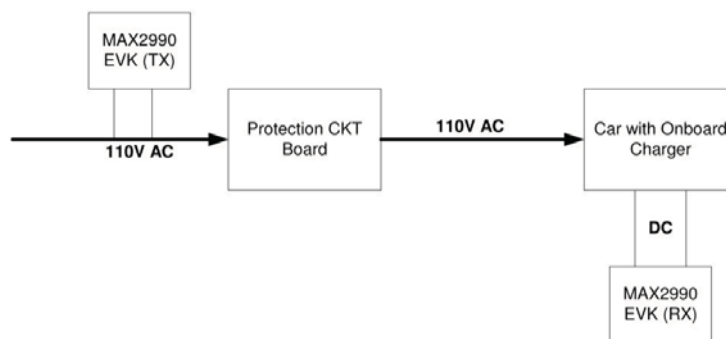 MAX2990
EVK (TX)
110V AC
Protection CKT
Board
110V AC
Car with Onboard
Charger
DC
MAX2990
EVK (RX)